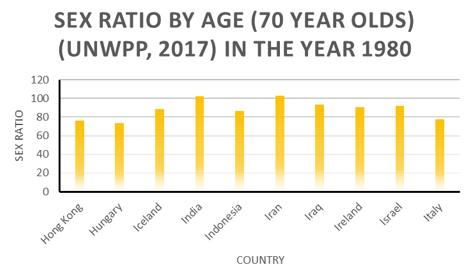 SEX RATIO BY AGE (70 YEAR OLDS)
(UNWPP, 2017) IN THE YEAR 1980
SEX RATIO
120
100
80
60
40
20
0
Hong Kong
Hungary
Iceland
India
Indonesia
Iran
Iraq
Ireland
Israel
Italy
COUNTRY